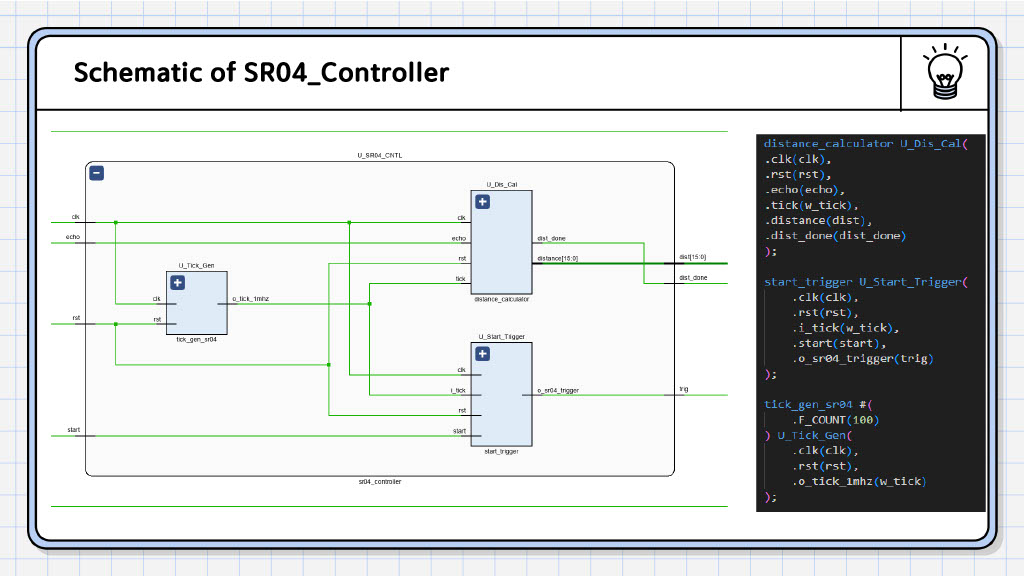 Schematic of SR04_Controller
U_SR04_CNTL
U_Dis_Cal
clk
echo
rst
tick
dist_done
distance[15:0]
distance_calculator
clk
echo
rst
start
U_Tick_Gen
clk
rst
o_tick_1mhz
tick_gen_sr04
U_Start_Trigger
clk
i_tick
rst
start
o_sr04_trigger
start_trigger
dist[15:0]
dist_done
trig
sr04_controller
distance_calculator U_Dis_Cal(
.clk(clk),
.rst(rst),
.echo(echo),
.tick(w_tick),
.distance(dist),
.dist_done(dist_done)
);
start_trigger U_Start_Trigger(
.clk(clk),
.rst(rst),
.i_tick(w_tick),
.start(start),
.o_sr04_trigger(trig)
);
tick_gen_sr04 #(
.F_COUNT(100)
) U_Tick_Gen(
.clk(clk),
.rst(rst),
.o_tick_1mhz(w_tick)
);